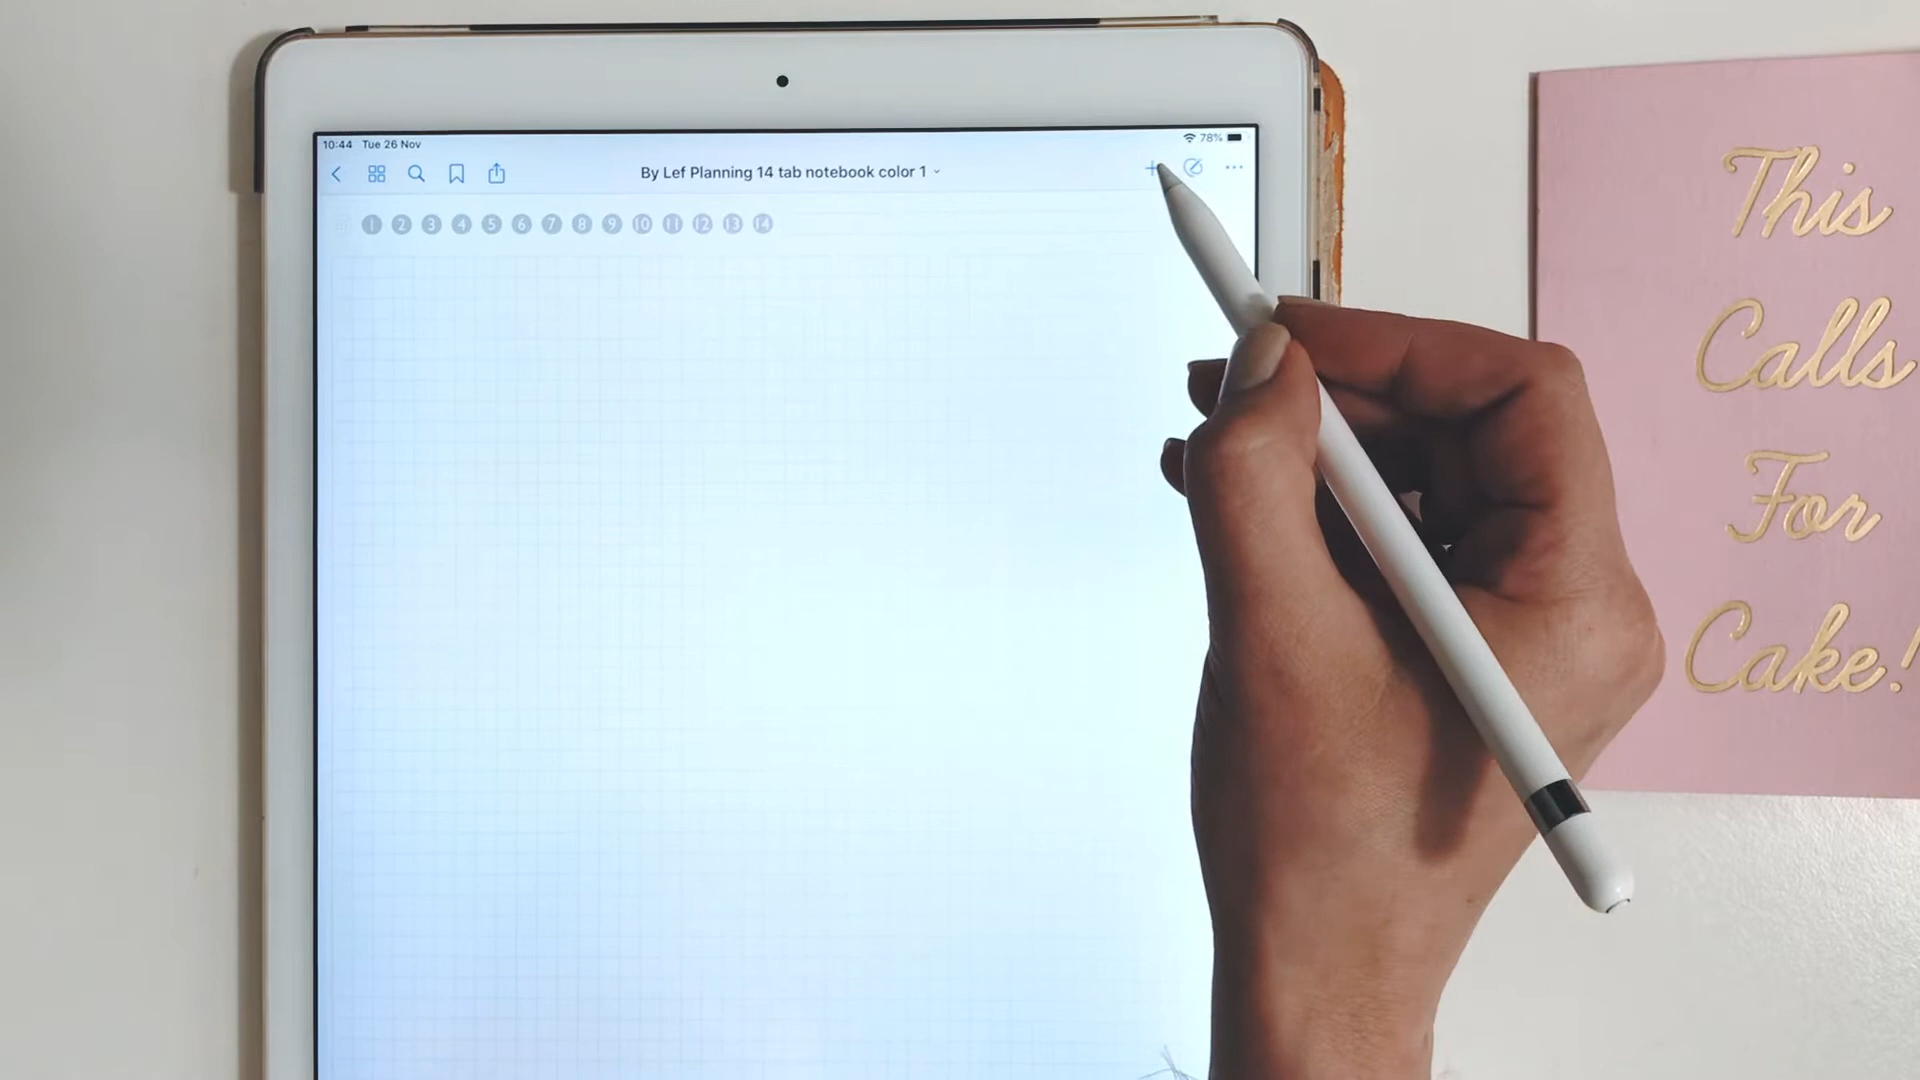 10:44 Tue 26 Nov
78%
By Lef Planning 14 tab notebook color 1
1 2 3 4 5 6 7 8 9 10 11 12 13 14
This
Calls
For
Cake!